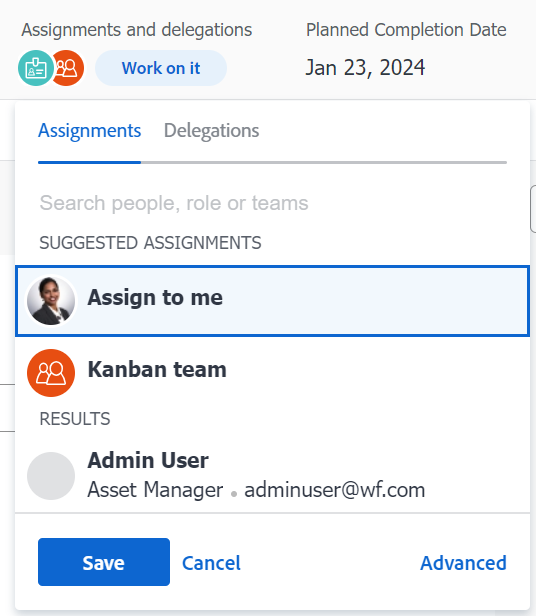 Assignments and delegations
Planned Completion Date
Work on it
Jan 23, 2024
Assignments
Delegations
Search people, role or teams
SUGGESTED ASSIGNMENTS
Assign to me
Kanban team
RESULTS
Admin User
Asset Manager • adminuser@wf.com
Save
Cancel
Advanced